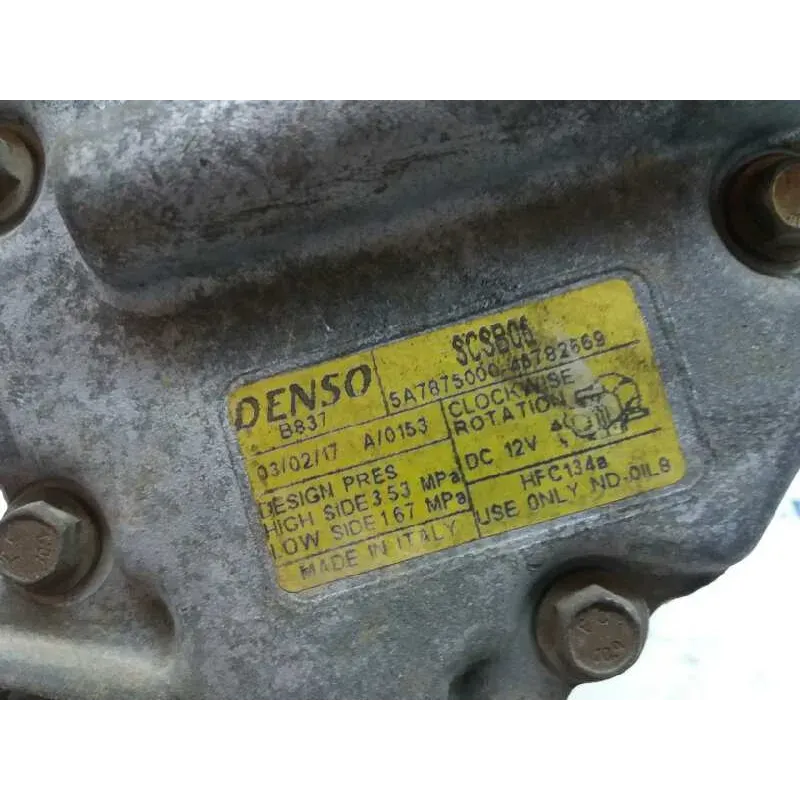 DENSO
B837
SCSB06
5A7875000-46782669
03/02/17 A/0153
CLOCKWISE
ROTATION
DC 12V
DESIGN PRES
HIGH SIDE 3.53 MPa
LOW SIDE 1.67 MPa
HFC134a
MADE IN ITALY
USE ONLY ND-OIL8